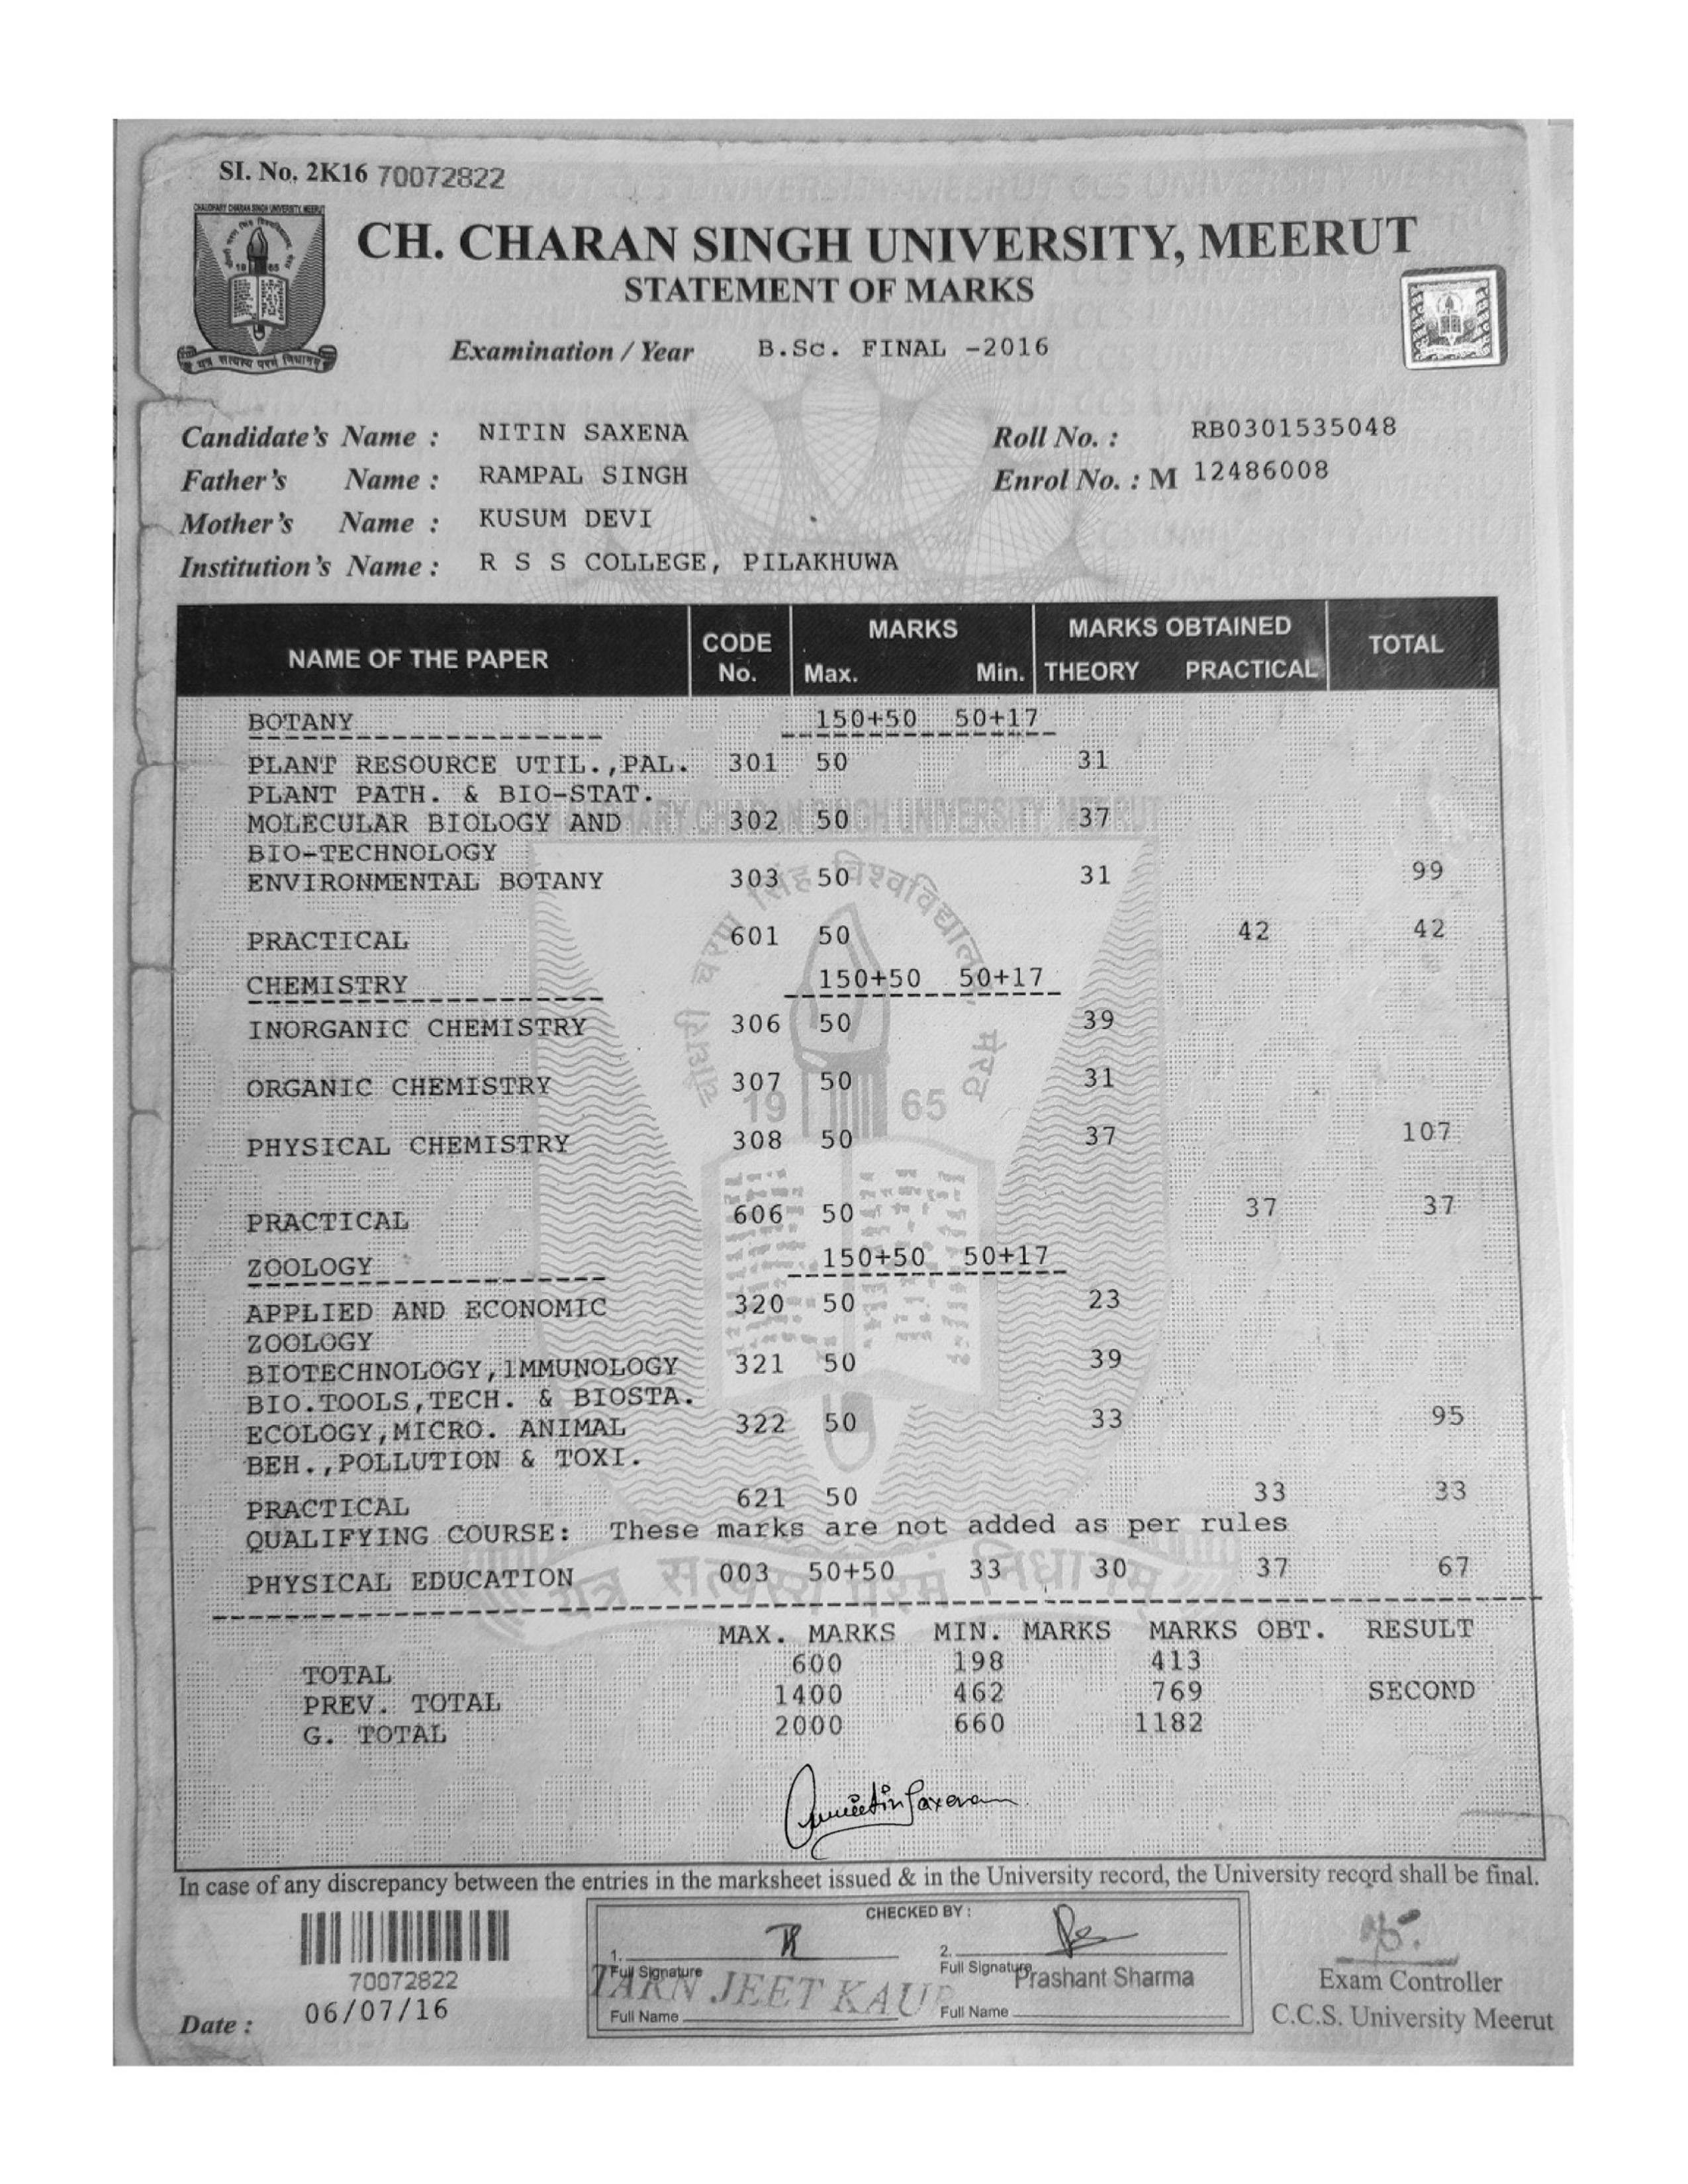 SI. No. 2K16 70072822
CHAUDHARY CHARAN SINGH UNIVERSITY, MEERUT
CH. CHARAN SINGH UNIVERSITY, MEERUT
STATEMENT OF MARKS
Examination / Year B.Sc. FINAL -2016
Candidate's Name : NITIN SAXENA Roll No. : RB0301535048
Father's Name : RAMPAL SINGH Enrol No. : M 12486008
Mother's Name : KUSUM DEVI
Institution's Name : R S S COLLEGE, PILAKHUWA
NAME OF THE PAPER CODE No. MARKS Max. Min. MARKS OBTAINED THEORY PRACTICAL TOTAL
BOTANY 150+50 50+17
PLANT RESOURCE UTIL.,PAL. 301 50 31
PLANT PATH. & BIO-STAT.
MOLECULAR BIOLOGY AND 302 50 37
BIO-TECHNOLOGY
ENVIRONMENTAL BOTANY 303 50 31 99
PRACTICAL 601 50 42 42
CHEMISTRY 150+50 50+17
INORGANIC CHEMISTRY 306 50 39
ORGANIC CHEMISTRY 307 50 31
19 65
PHYSICAL CHEMISTRY 308 50 37 107
PRACTICAL 606 50 37 37
ZOOLOGY 150+50 50+17
APPLIED AND ECONOMIC 320 50 23
ZOOLOGY
BIOTECHNOLOGY,1MMUNOLOGY 321 50 39
BIO.TOOLS,TECH. & BIOSTA.
ECOLOGY,MICRO. ANIMAL 322 50 33 95
BEH.,POLLUTION & TOXI.
PRACTICAL 621 50 33 33
QUALIFYING COURSE: These marks are not added as per rules
PHYSICAL EDUCATION 003 50+50 33 30 37 67
MAX. MARKS MIN. MARKS MARKS OBT. RESULT
TOTAL 600 198 413
PREV. TOTAL 1400 462 769 SECOND
G. TOTAL 2000 660 1182
In case of any discrepancy between the entries in the marksheet issued & in the University record, the University record shall be final.
CHECKED BY :
1. 2.
Full Signature Full Signature
TARN JEET KAUR Prashant Sharma
Full Name Full Name
70072822
Date : 06/07/16
Exam Controller
C.C.S. University Meerut